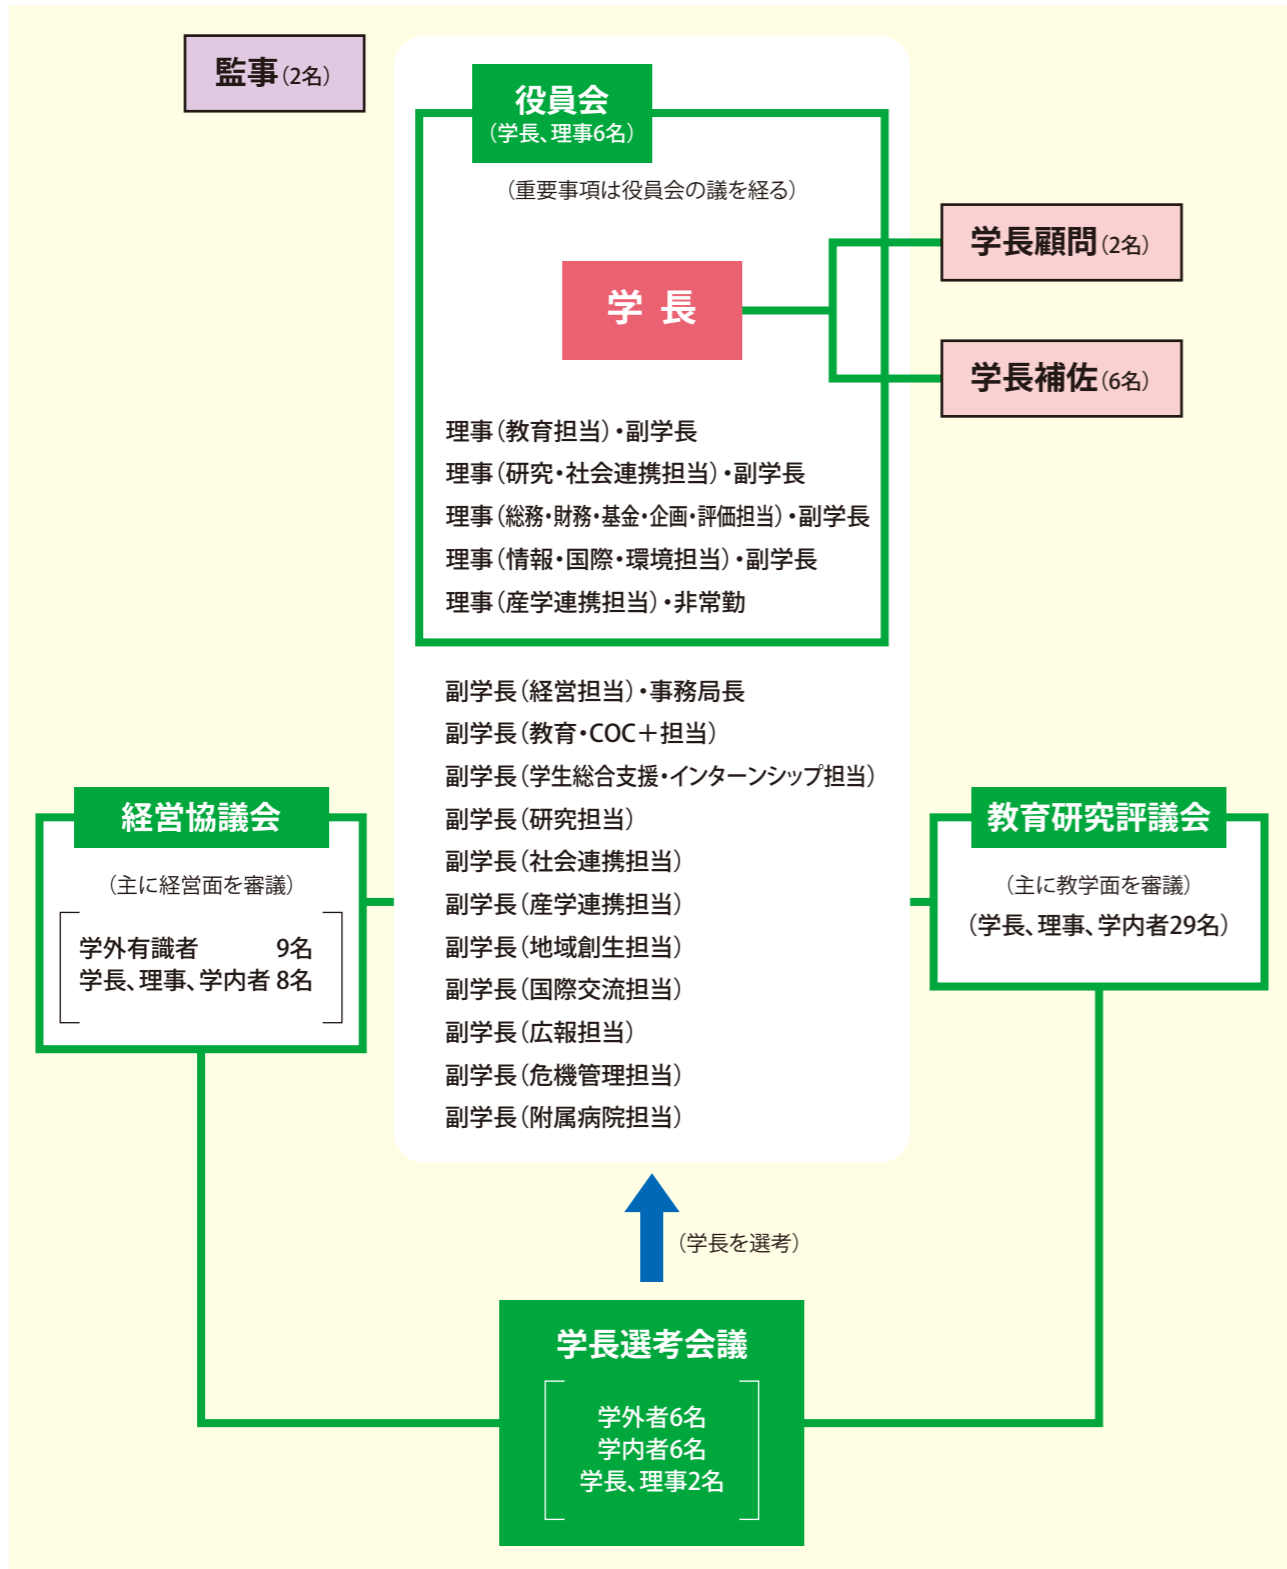 監事(2名)
役員会
(学長、理事6名)
(重要事項は役員会の議を経る)
学長
学長顧問(2名)
学長補佐(6名)
理事(教育担当)・副学長
理事(研究・社会連携担当)・副学長
理事(総務・財務・基金・企画・評価担当)・副学長
理事(情報・国際・環境担当)・副学長
理事(産学連携担当)・非常勤
副学長(経営担当)・事務局長
副学長(教育・COC＋担当)
副学長(学生総合支援・インターンシップ担当)
副学長(研究担当)
副学長(社会連携担当)
副学長(産学連携担当)
副学長(地域創生担当)
副学長(国際交流担当)
副学長(広報担当)
副学長(危機管理担当)
副学長(附属病院担当)
経営協議会
(主に経営面を審議)
学外有識者 9名
学長、理事、学内者 8名
教育研究評議会
(主に教学面を審議)
(学長、理事、学内者29名)
(学長を選考)
学長選考会議
学外者6名
学内者6名
学長、理事2名